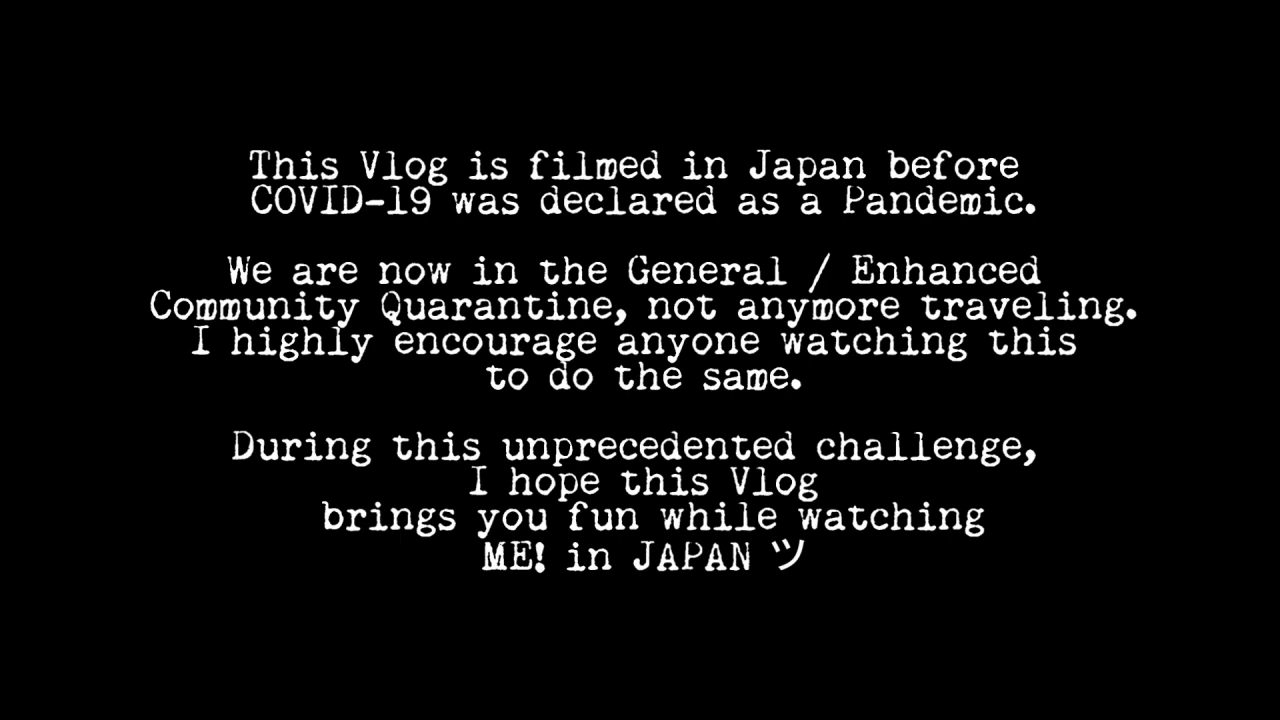 This Vlog is filmed in Japan before
COVID-19 was declared as a Pandemic.
We are now in the General / Enhanced
Community Quarantine, not anymore traveling.
I highly encourage anyone watching this
to do the same.
During this unprecedented challenge,
I hope this Vlog
brings you fun while watching
ME! in JAPAN ツ